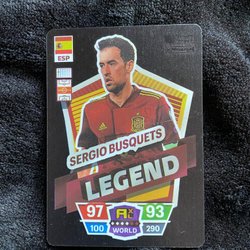 ESP
SERGIO BUSQUETS
LEGEND
97
93
100
WORLD
290